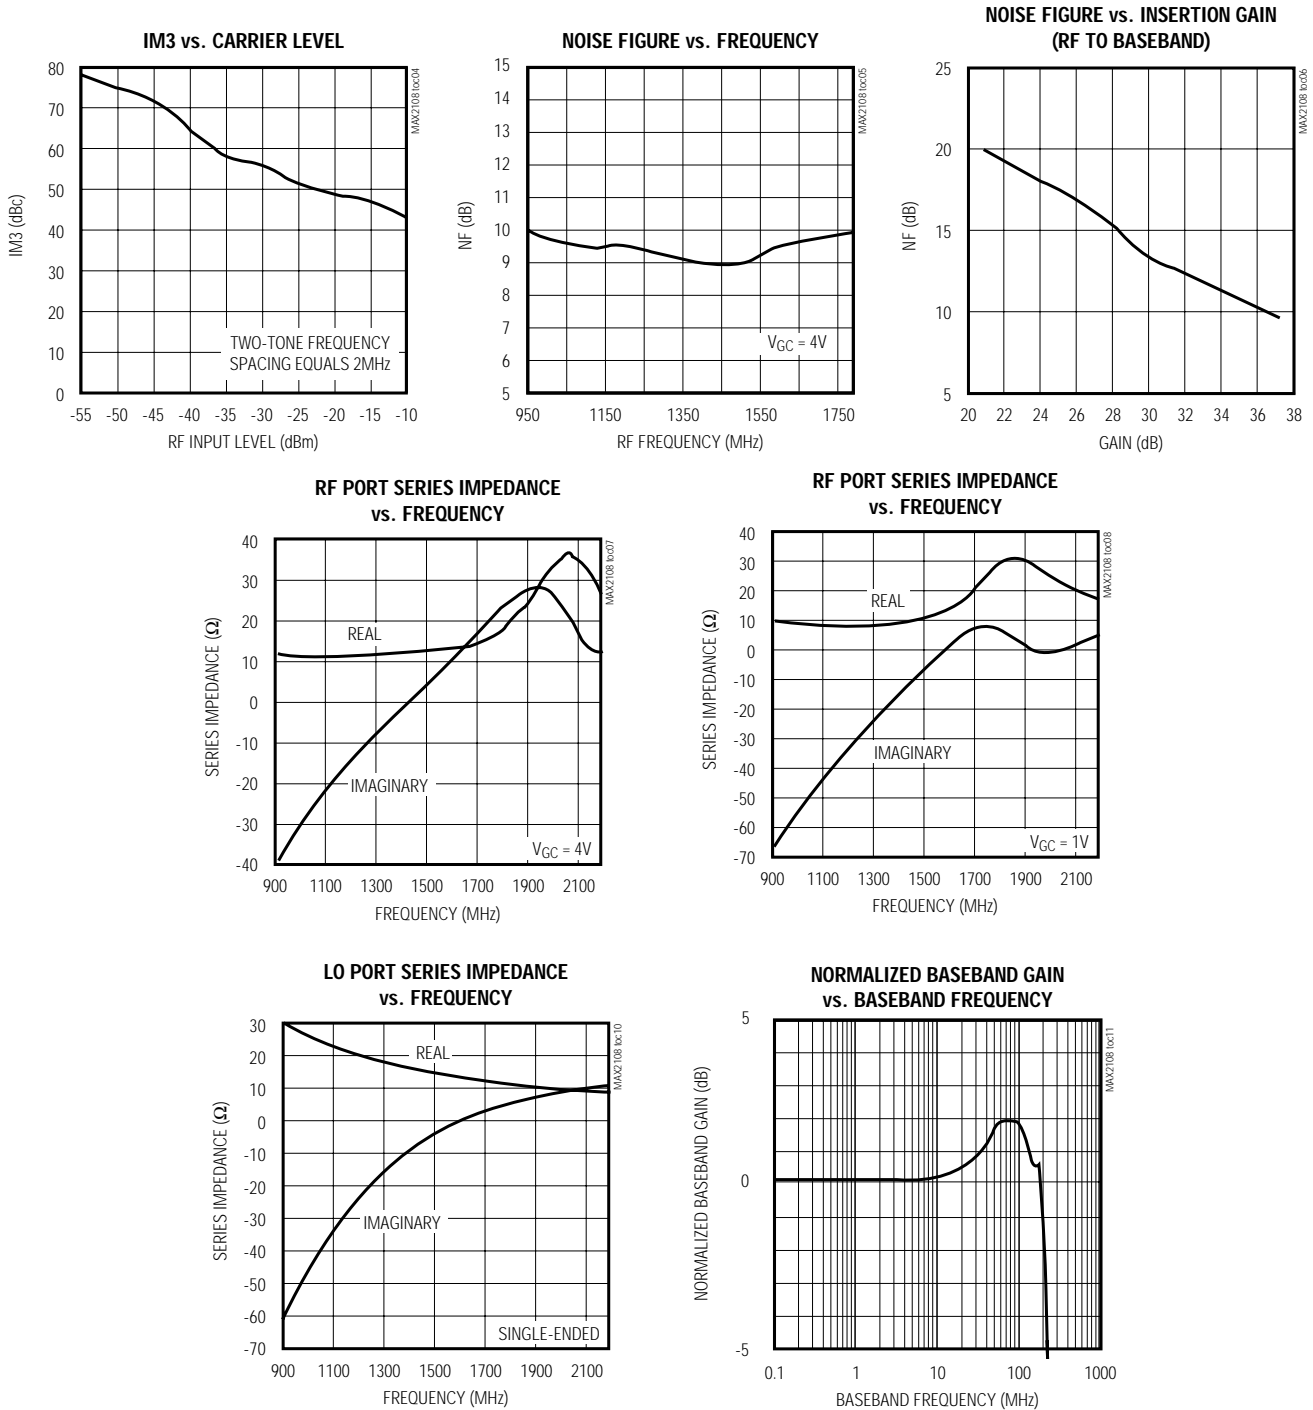 IM3 vs. CARRIER LEVEL
80
70
60
50
40
30
20
10
0
IM3 (dBc)
TWO-TONE FREQUENCY
SPACING EQUALS 2MHz
MAX2108 toc04
-55 -50 -45 -40 -35 -30 -25 -20 -15 -10
RF INPUT LEVEL (dBm)
NOISE FIGURE vs. FREQUENCY
15
14
13
12
11
10
9
8
7
6
5
NF (dB)
VGC = 4V
MAX2108 toc05
950 1150 1350 1550 1750
RF FREQUENCY (MHz)
NOISE FIGURE vs. INSERTION GAIN
(RF TO BASEBAND)
25
20
15
10
5
NF (dB)
MAX2108 toc06
20 22 24 26 28 30 32 34 36 38
GAIN (dB)
RF PORT SERIES IMPEDANCE
vs. FREQUENCY
40
30
20
10
0
-10
-20
-30
-40
SERIES IMPEDANCE (Ω)
REAL
IMAGINARY
VGC = 4V
MAX2108 toc07
900 1100 1300 1500 1700 1900 2100
FREQUENCY (MHz)
RF PORT SERIES IMPEDANCE
vs. FREQUENCY
40
30
20
10
0
-10
-20
-30
-40
-50
-60
-70
SERIES IMPEDANCE (Ω)
REAL
IMAGINARY
VGC = 1V
MAX2108 toc08
900 1100 1300 1500 1700 1900 2100
FREQUENCY (MHz)
LO PORT SERIES IMPEDANCE
vs. FREQUENCY
30
20
10
0
-10
-20
-30
-40
-50
-60
-70
SERIES IMPEDANCE (Ω)
REAL
IMAGINARY
SINGLE-ENDED
MAX2108 toc10
900 1100 1300 1500 1700 1900 2100
FREQUENCY (MHz)
NORMALIZED BASEBAND GAIN
vs. BASEBAND FREQUENCY
5
0
-5
NORMALIZED BASEBAND GAIN (dB)
MAX2108 toc11
0.1 1 10 100 1000
BASEBAND FREQUENCY (MHz)